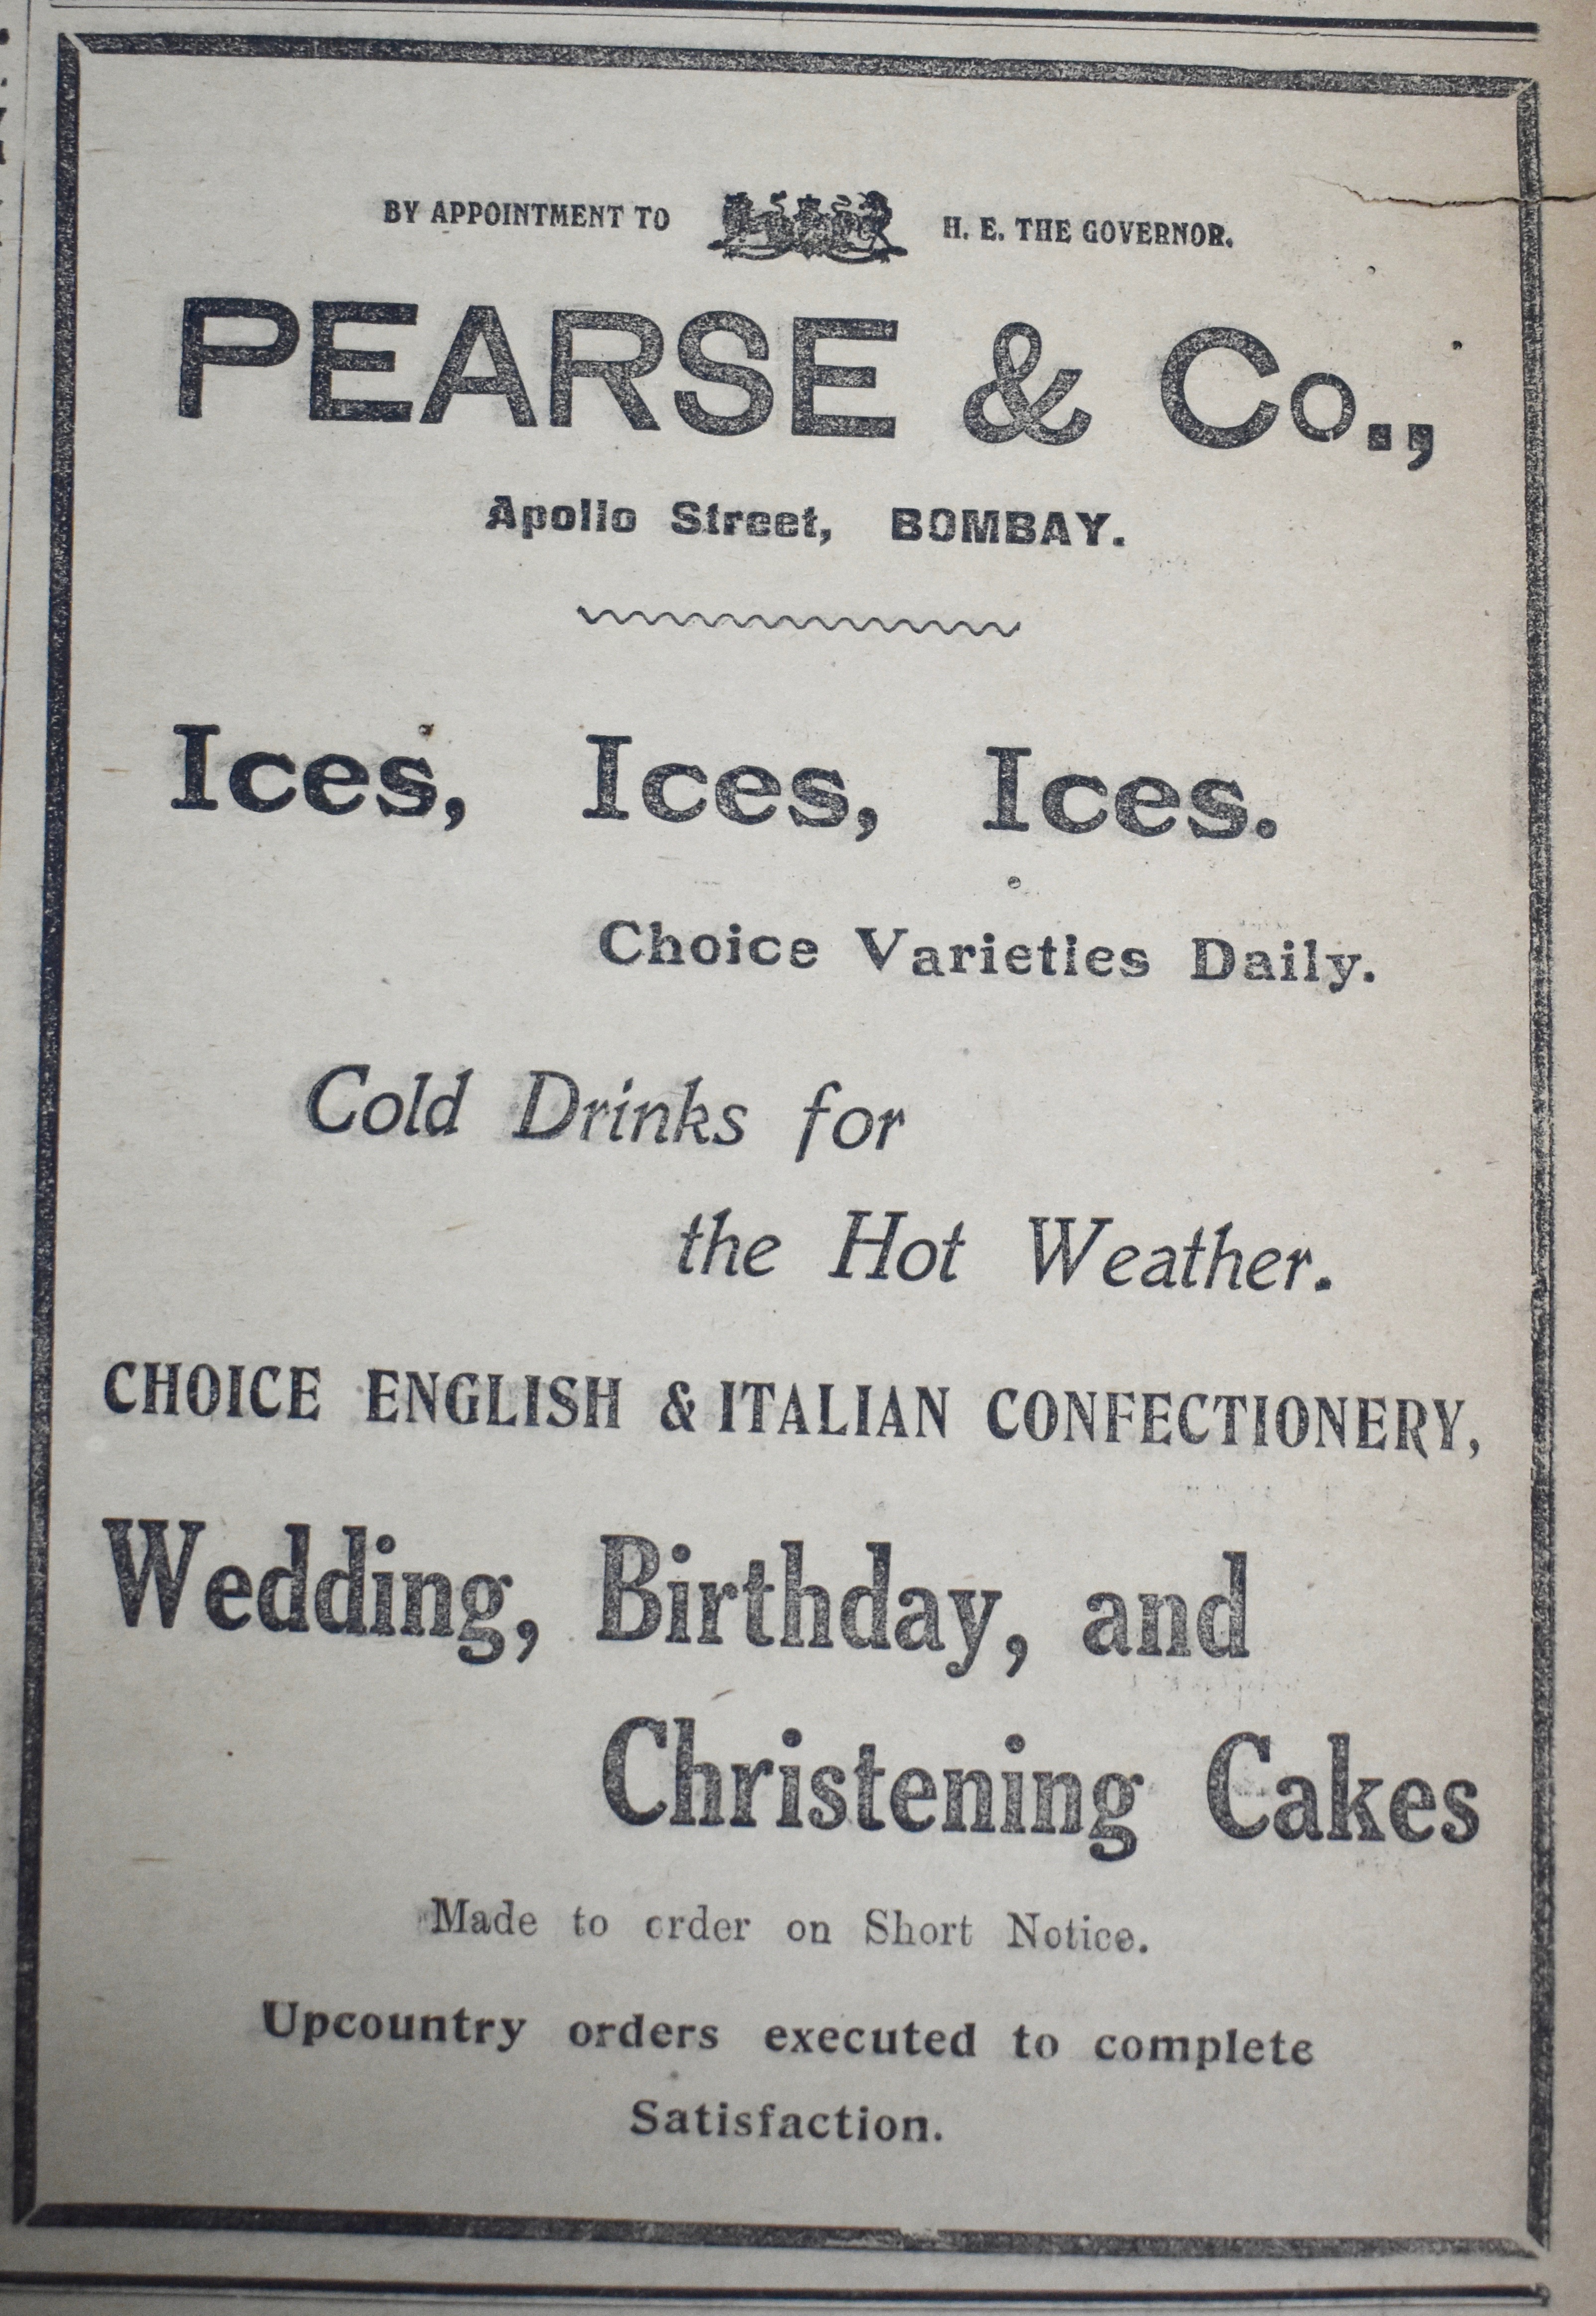 BY APPOINTMENT TO H. E. THE GOVERNOR.
PEARSE & Co.,
Apollo Street, BOMBAY.
Ices, Ices, Ices.
Choice Varieties Daily.
Cold Drinks for
the Hot Weather.
CHOICE ENGLISH & ITALIAN CONFECTIONERY,
Wedding, Birthday, and
Christening Cakes
Made to order on Short Notice.
Upcountry orders executed to complete
Satisfaction.